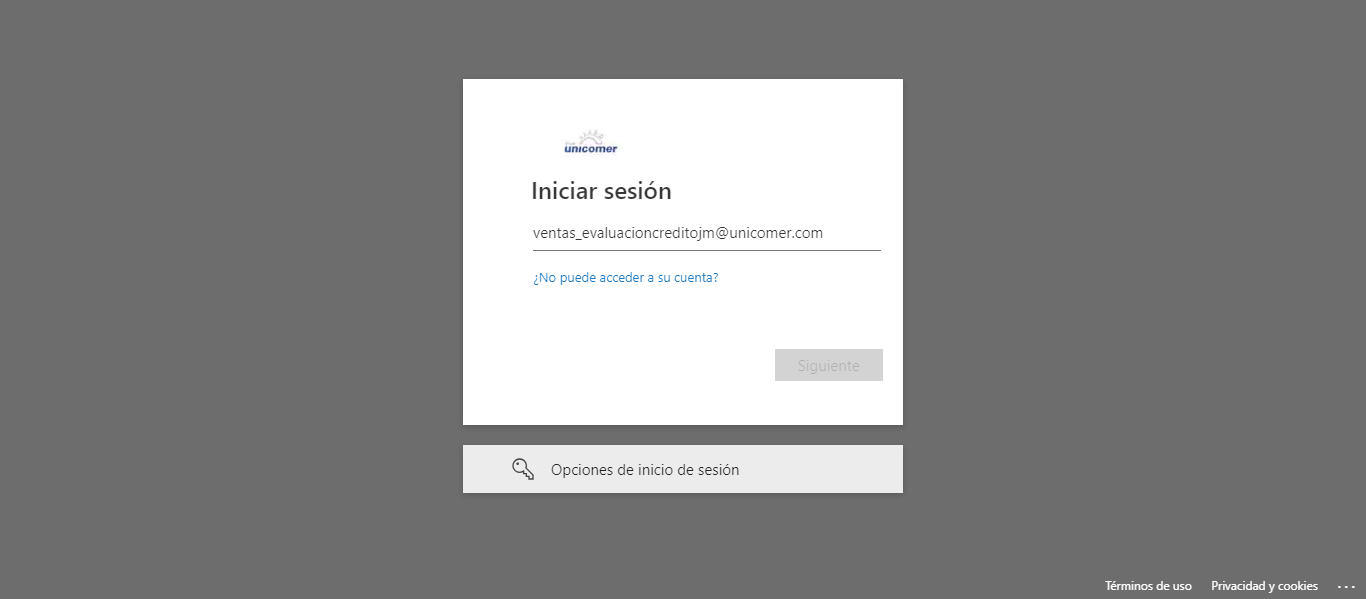 unicomer
Iniciar sesión
ventas_evaluacioncreditojm@unicomer.com
¿No puede acceder a su cuenta?
Siguiente
Opciones de inicio de sesión
Términos de uso Privacidad y cookies ...